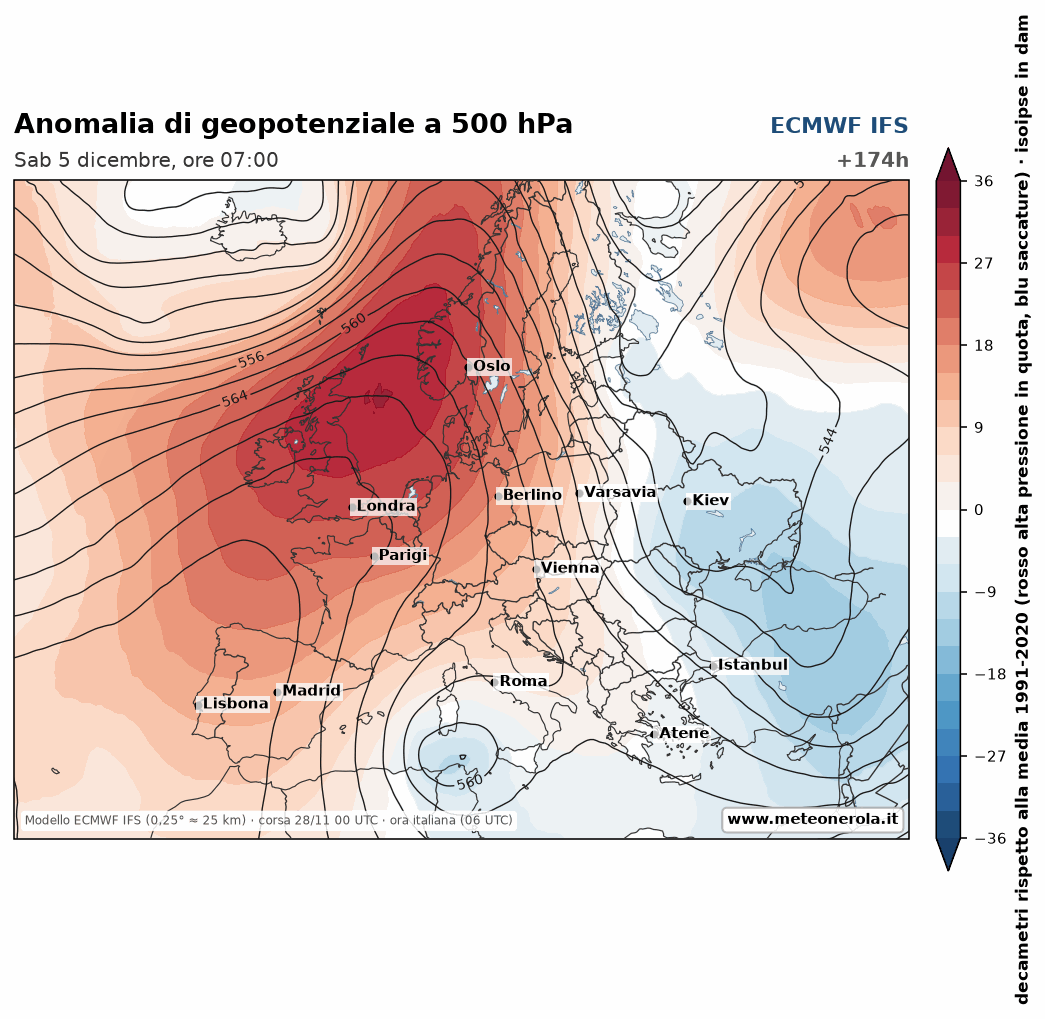 Anomalia di geopotenziale a 500 hPa
ECMWF IFS
Sab 5 dicembre, ore 07:00
+174h
560
556
564
544
560
Oslo
Londra
Berlino
Varsavia
Kiev
Parigi
Vienna
Istanbul
Roma
Madrid
Lisbona
Atene
Modello ECMWF IFS (0,25° ≈ 25 km) · corsa 28/11 00 UTC · ora italiana (06 UTC)
www.meteonerola.it
36
27
18
9
0
−9
−18
−27
−36
decametri rispetto alla media 1991-2020 (rosso alta pressione in quota, blu saccature) · isoipse in dam